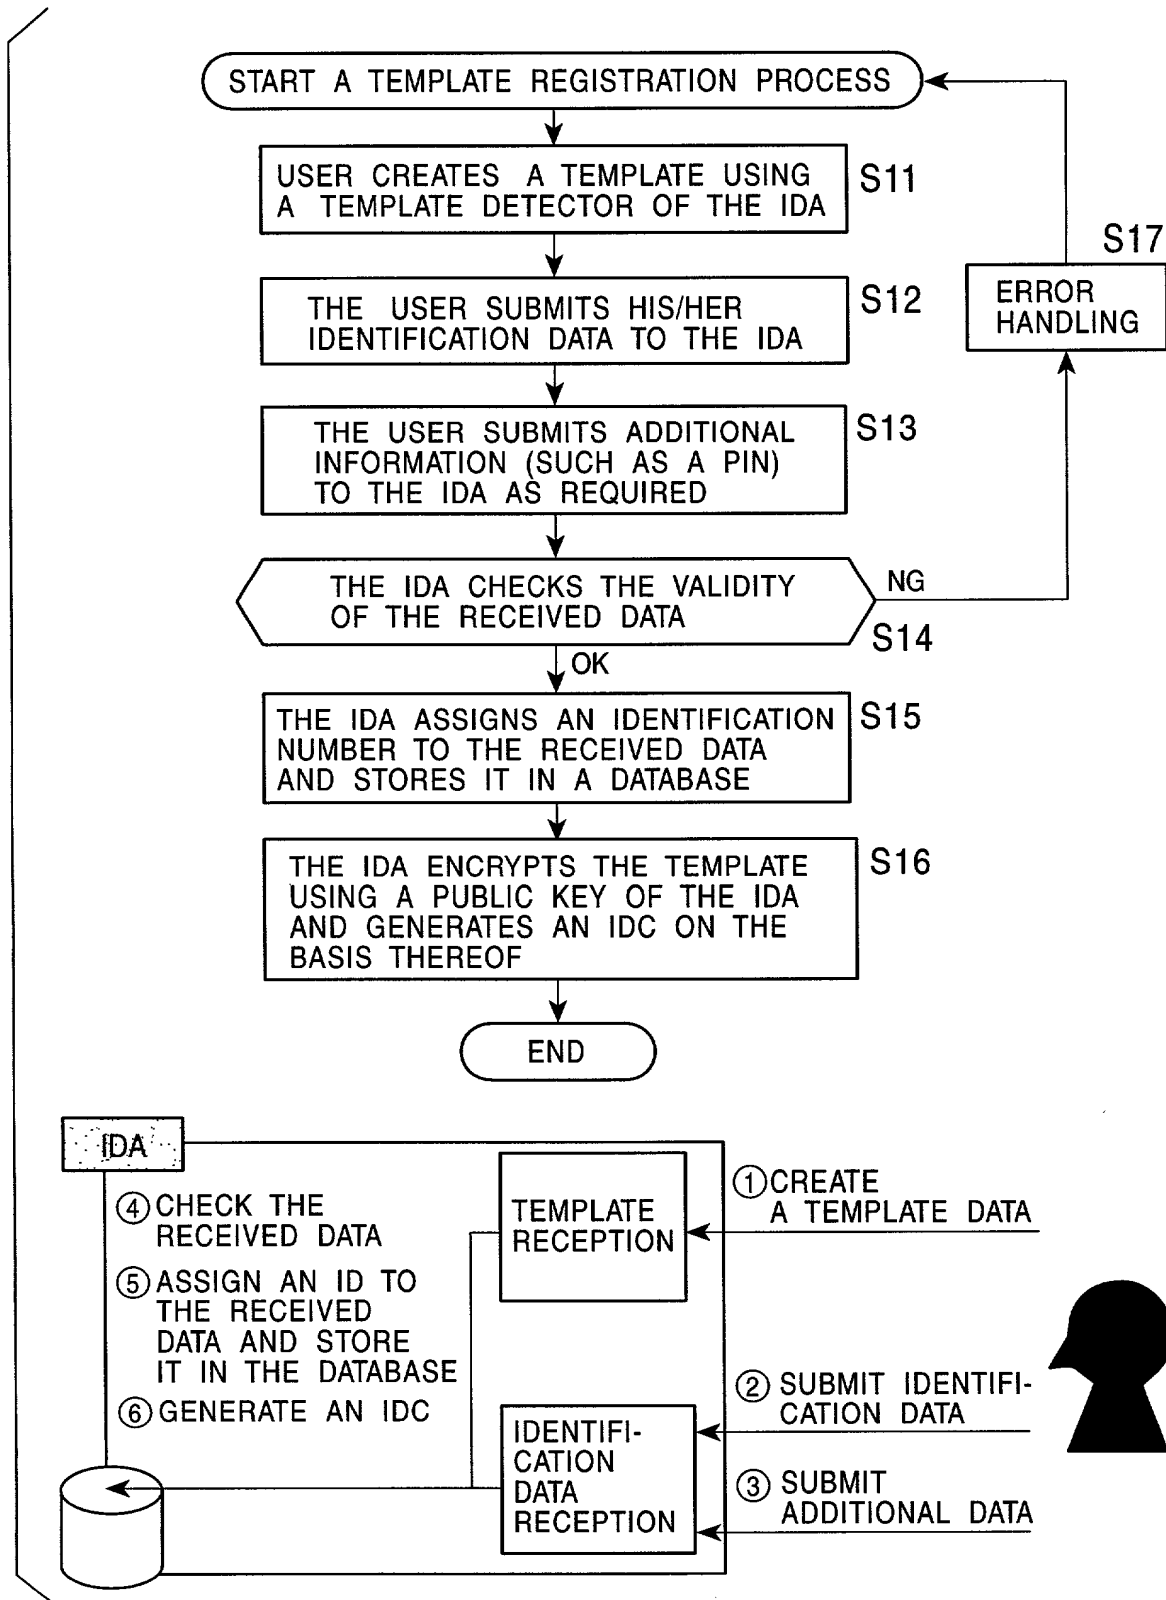 START A TEMPLATE REGISTRATION PROCESS
USER CREATES A TEMPLATE USING
A TEMPLATE DETECTOR OF THE IDA
S11
S17
ERROR
HANDLING
THE USER SUBMITS HIS/HER
IDENTIFICATION DATA TO THE IDA
S12
THE USER SUBMITS ADDITIONAL
INFORMATION (SUCH AS A PIN)
TO THE IDA AS REQUIRED
S13
THE IDA CHECKS THE VALIDITY
OF THE RECEIVED DATA
NG
S14
OK
THE IDA ASSIGNS AN IDENTIFICATION
NUMBER TO THE RECEIVED DATA
AND STORES IT IN A DATABASE
S15
THE IDA ENCRYPTS THE TEMPLATE
USING A PUBLIC KEY OF THE IDA
AND GENERATES AN IDC ON THE
BASIS THEREOF
S16
END
IDA
④ CHECK THE
RECEIVED DATA
⑤ ASSIGN AN ID TO
THE RECEIVED
DATA AND STORE
IT IN THE DATABASE
⑥ GENERATE AN IDC
TEMPLATE
RECEPTION
① CREATE
A TEMPLATE DATA
IDENTIFI-
CATION
DATA
RECEPTION
② SUBMIT IDENTIFI-
CATION DATA
③ SUBMIT
ADDITIONAL DATA